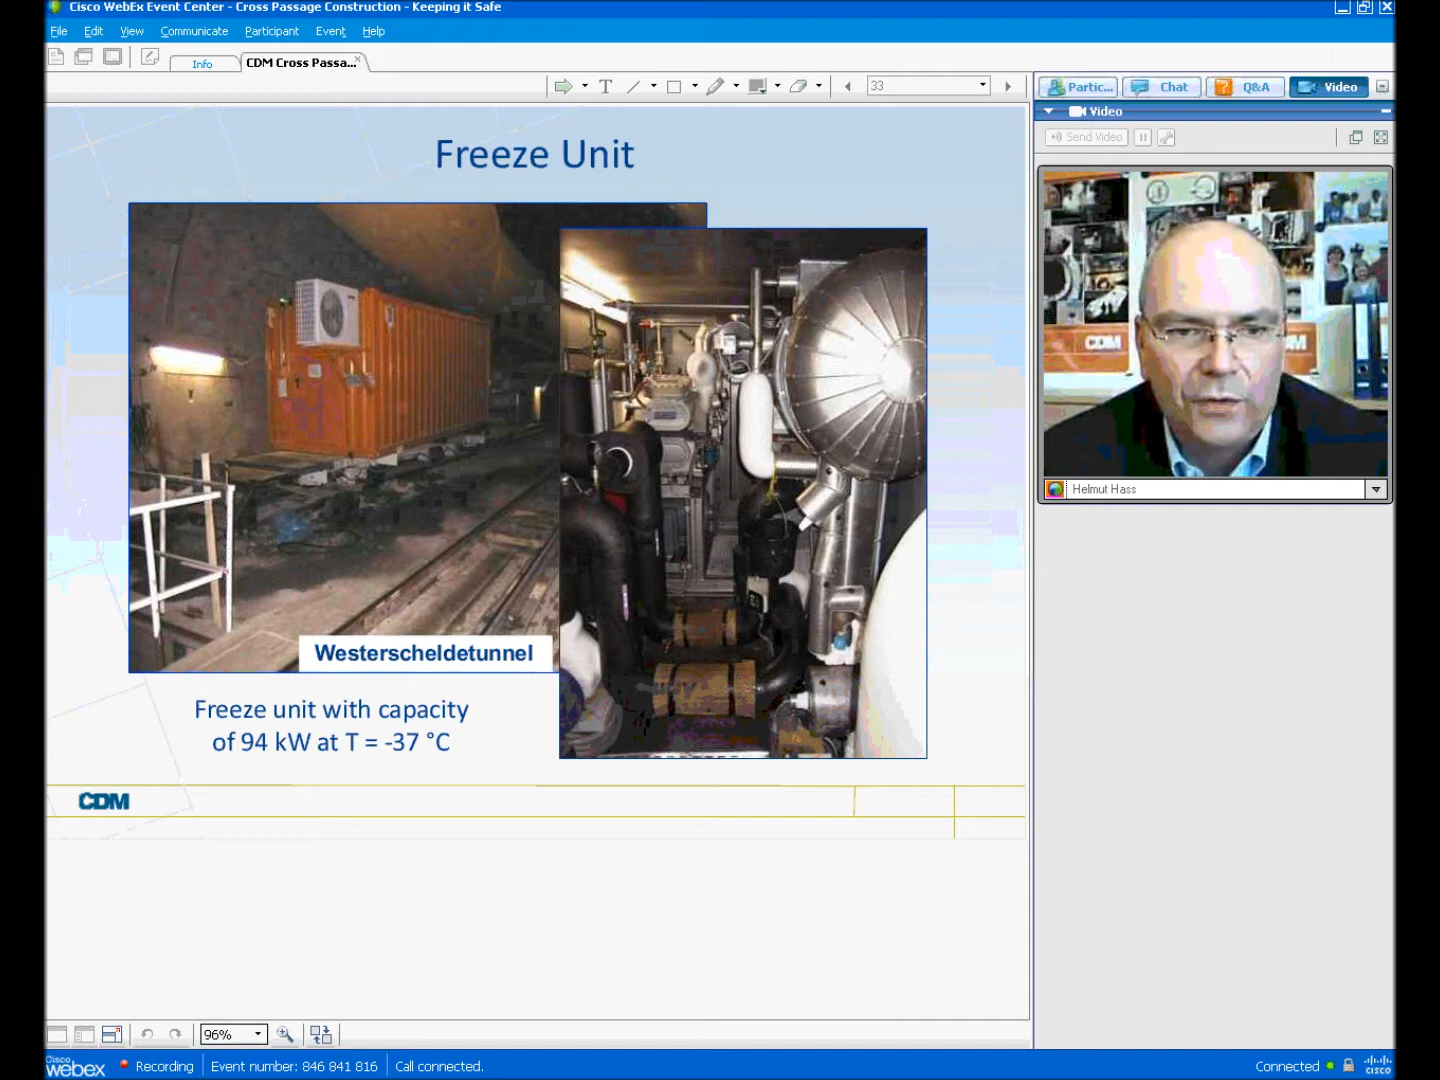 Cisco WebEx Event Center - Cross Passage Construction - Keeping it Safe
File Edit View Communicate Participant Event Help
Info CDM Cross Passa...
33
Partic... Chat Q&A Video
Video
Send Video
Freeze Unit
CDM
Helmut Hass
Westerscheldetunnel
Freeze unit with capacity
of 94 kW at T = -37 °C
CDM
96%
Cisco webex Recording Event number: 846 841 816 Call connected. Connected CISCO